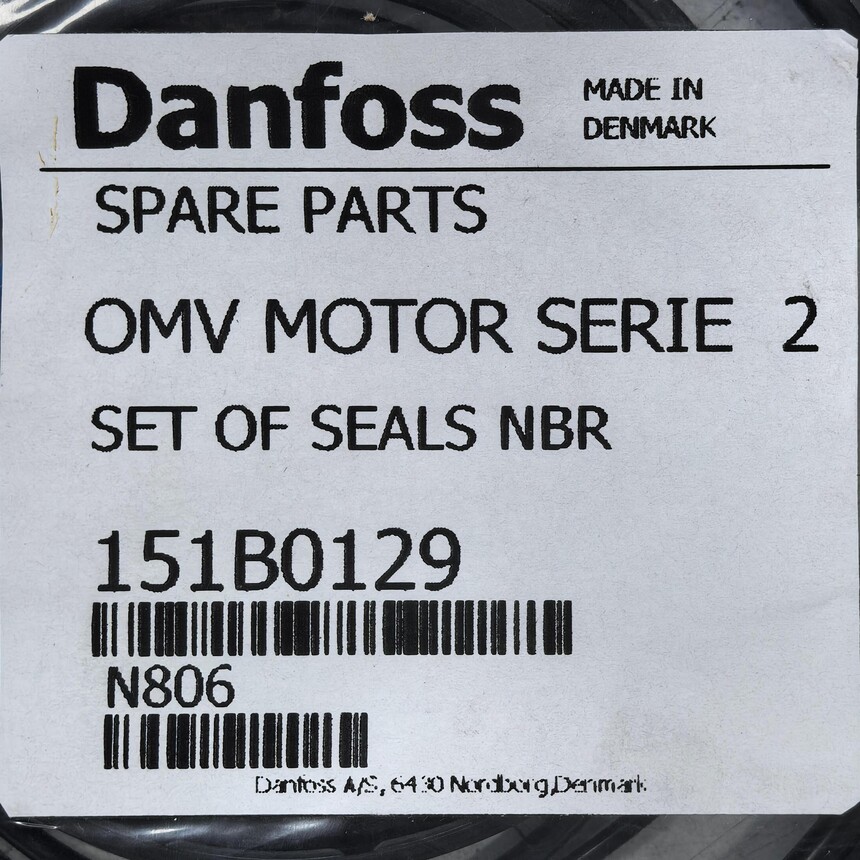 Danfoss
MADE IN
DENMARK
SPARE PARTS
OMV MOTOR SERIE 2
SET OF SEALS NBR
151B0129
N806
Danfoss A/S, 6430 Nordborg,Denmark